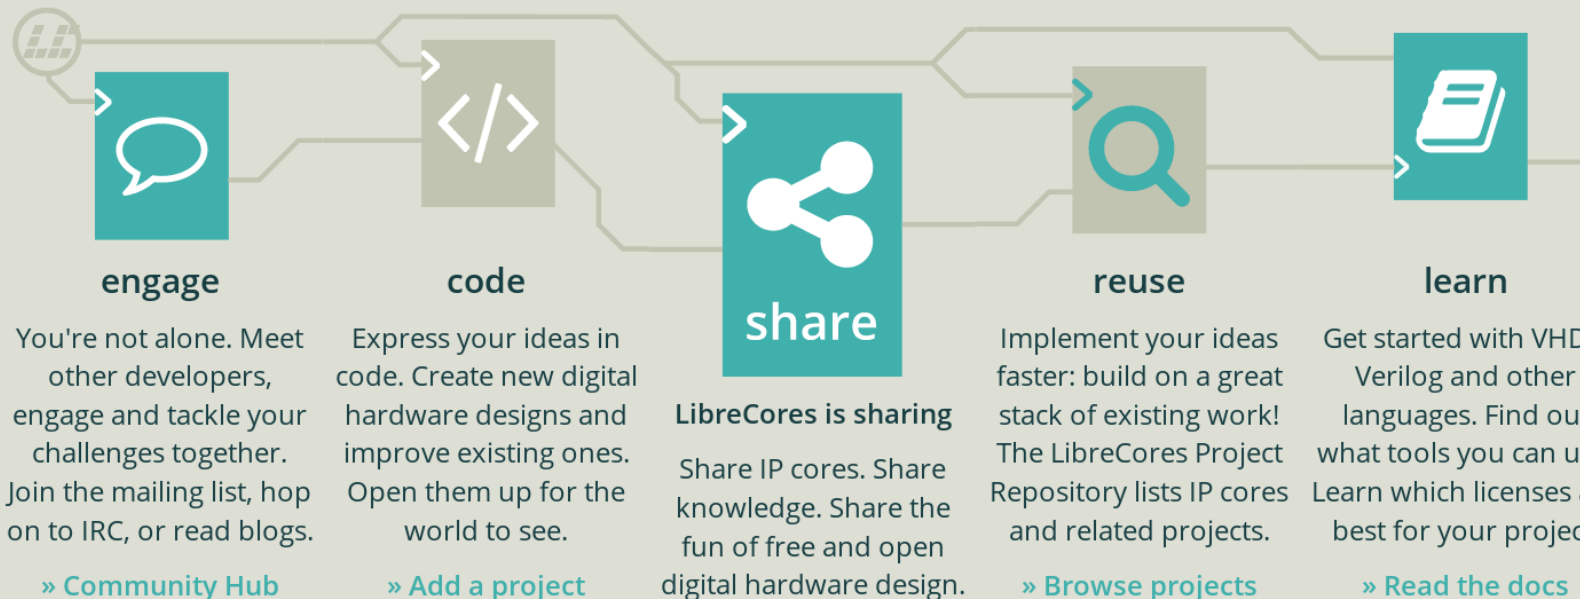 engage
You're not alone. Meet
other developers,
engage and tackle your
challenges together.
Join the mailing list, hop
on to IRC, or read blogs.
» Community Hub
code
Express your ideas in
code. Create new digital
hardware designs and
improve existing ones.
Open them up for the
world to see.
» Add a project
share
LibreCores is sharing
Share IP cores. Share
knowledge. Share the
fun of free and open
digital hardware design.
reuse
Implement your ideas
faster: build on a great
stack of existing work!
The LibreCores Project
Repository lists IP cores
and related projects.
» Browse projects
learn
Get started with
Verilog and other
languages. Find
what tools you can
Learn which licenses
best for your
» Read the docs